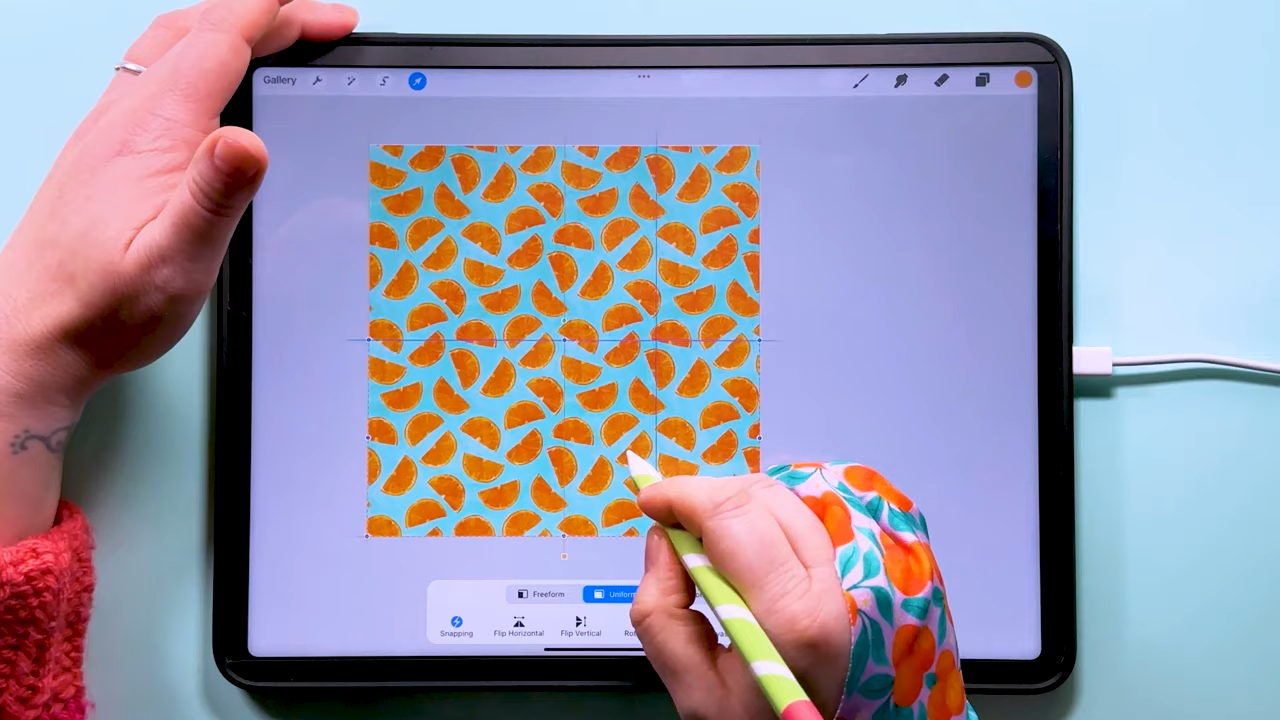 Gallery
Freeform
Uniform
Snapping
Flip Horizontal
Flip Vertical